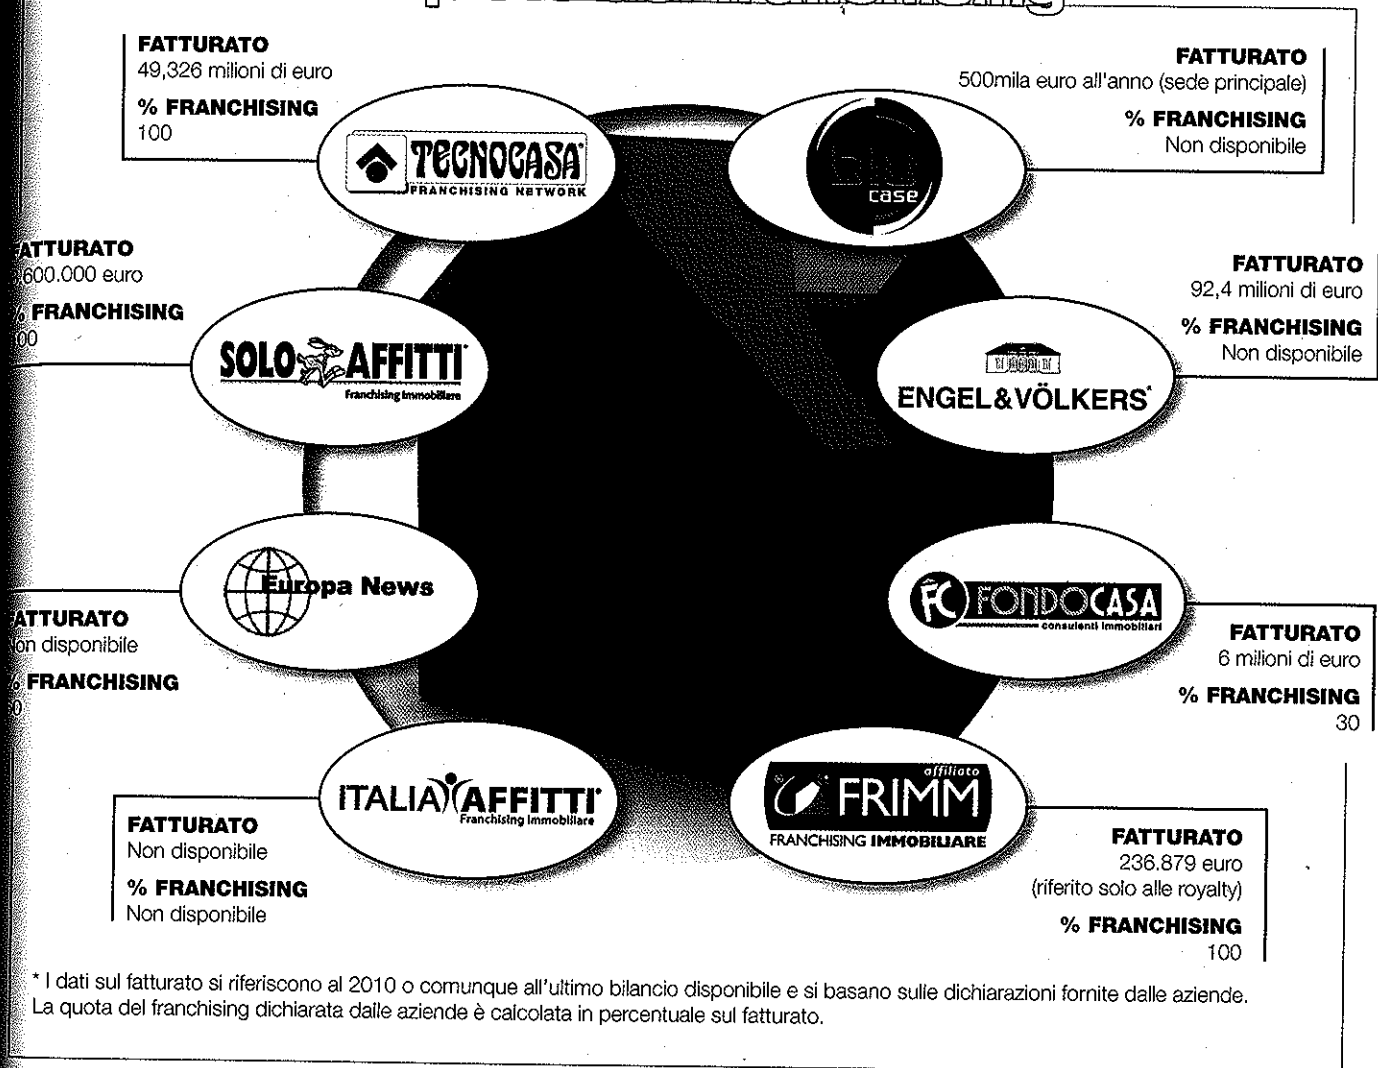 FATTURATO
49,326 milioni di euro
% FRANCHISING
100
TECNOCASA
FRANCHISING NETWORK
FATTURATO
500mila euro all'anno (sede principale)
% FRANCHISING
Non disponibile
case
FATTURATO
600.000 euro
% FRANCHISING
00
SOLO AFFITTI
Franchising Immobiliare
FATTURATO
92,4 milioni di euro
% FRANCHISING
Non disponibile
ENGEL&VÖLKERS*
Europa News
ATTURATO
on disponibile
% FRANCHISING
0
FC FONDOCASA
consulenti immobiliari
FATTURATO
6 milioni di euro
% FRANCHISING
30
ITALIA AFFITTI
Franchising Immobiliare
FATTURATO
Non disponibile
% FRANCHISING
Non disponibile
affiliato
FRIMM
FRANCHISING IMMOBILIARE
FATTURATO
236.879 euro
(riferito solo alle royalty)
% FRANCHISING
100
* I dati sul fatturato si riferiscono al 2010 o comunque all'ultimo bilancio disponibile e si basano sulle dichiarazioni fornite dalle aziende.
La quota del franchising dichiarata dalle aziende è calcolata in percentuale sul fatturato.